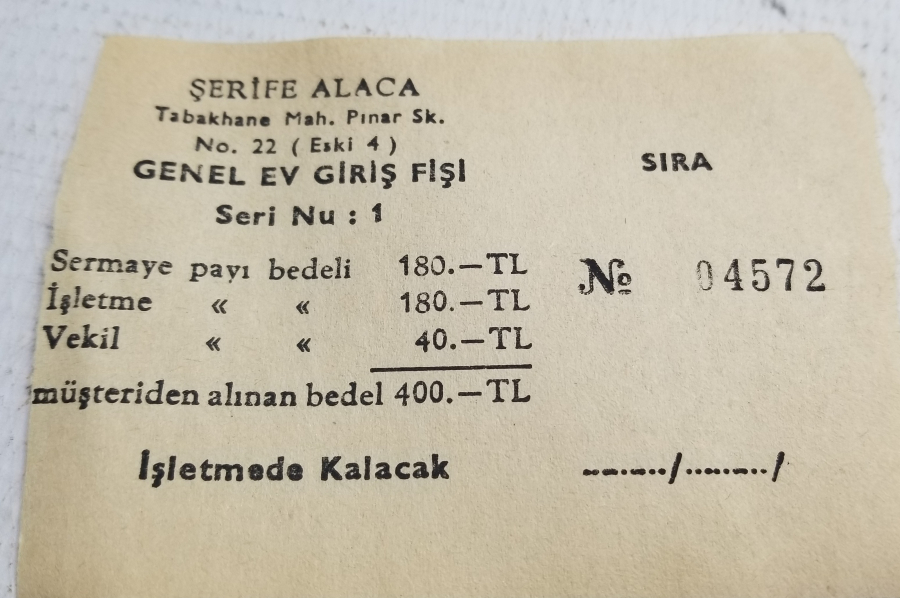 ŞERİFE ALACA
Tabakhane Mah. Pınar Sk.
No. 22 ( Eski 4 )
GENEL EV GİRİŞ FİŞİ
SIRA
Seri Nu : 1
Sermaye payı bedeli 180.—TL
№ 04572
İşletme « « 180.—TL
Vekil « « 40.—TL
müşteriden alınan bedel 400.—TL
İşletmede Kalacak
......./......../